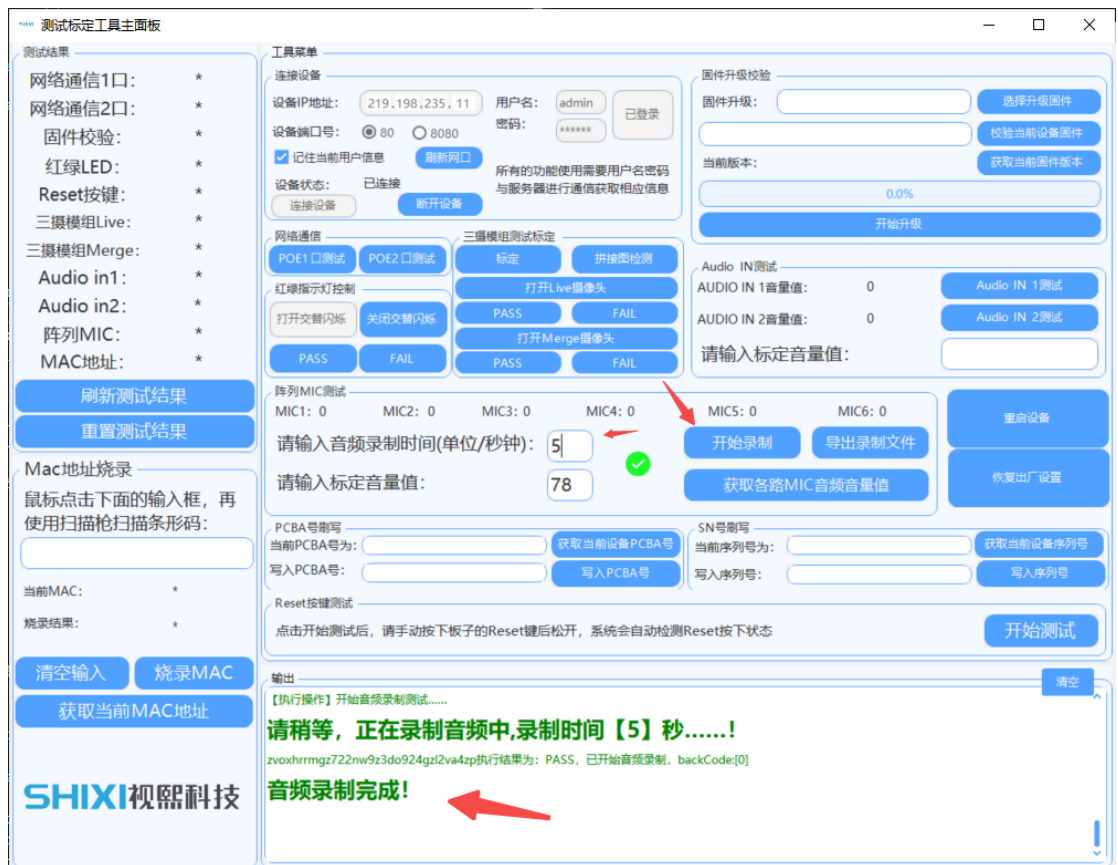 测试标定工具主面板
测试结果
网络通信1口: *
网络通信2口: *
固件校验: *
红绿LED: *
Reset按键: *
三摄模组Live: *
三摄模组Merge: *
Audio in1: *
Audio in2: *
阵列MIC: *
MAC地址: *
刷新测试结果
重置测试结果
Mac地址烧录
鼠标点击下面的输入框，再
使用扫描枪扫描条形码:
当前MAC: *
烧录结果: *
清空输入 烧录MAC
获取当前MAC地址
SHIXI视熙科技
工具菜单
连接设备
设备IP地址: 219.198.235.11 用户名: admin 已登录
设备端口号: 80 8080 密码: ******
记住当前用户信息 刷新网口
所有的功能使用需要用户名密码
与服务器进行通信获取相应信息
设备状态: 已连接
连接设备 断开设备
固件升级校验
固件升级: 选择升级固件
校验当前设备固件
当前版本: 获取当前固件版本
0.0%
开始升级
网络通信
POE1口测试 POE2口测试
红绿指示灯控制
打开交替闪烁 关闭交替闪烁
PASS FAIL
三摄模组测试标定
标定 拼接图检测
打开Live摄像头
PASS FAIL
打开Merge摄像头
PASS FAIL
Audio IN测试
AUDIO IN 1音量值: 0 Audio IN 1测试
AUDIO IN 2音量值: 0 Audio IN 2测试
请输入标定音量值:
阵列MIC测试
MIC1: 0 MIC2: 0 MIC3: 0 MIC4: 0 MIC5: 0 MIC6: 0
请输入音频录制时间(单位/秒钟): 5 开始录制 导出录制文件
请输入标定音量值: 78 获取各路MIC音频音量值
重启设备
恢复出厂设置
PCBA号刷写
当前PCBA号为: 获取当前设备PCBA号
写入PCBA号: 写入PCBA号
SN号刷写
当前序列号为: 获取当前设备序列号
写入序列号: 写入序列号
Reset按键测试
点击开始测试后，请手动按下板子的Reset键后松开，系统会自动检测Reset按下状态 开始测试
输出 清空
【执行操作】开始音频录制测试......
请稍等，正在录制音频中,录制时间【5】秒......!
zvoxhrrmgz722nw9z3do924gzl2va4zp执行结果为: PASS，已开始音频录制，backCode:[0]
音频录制完成!